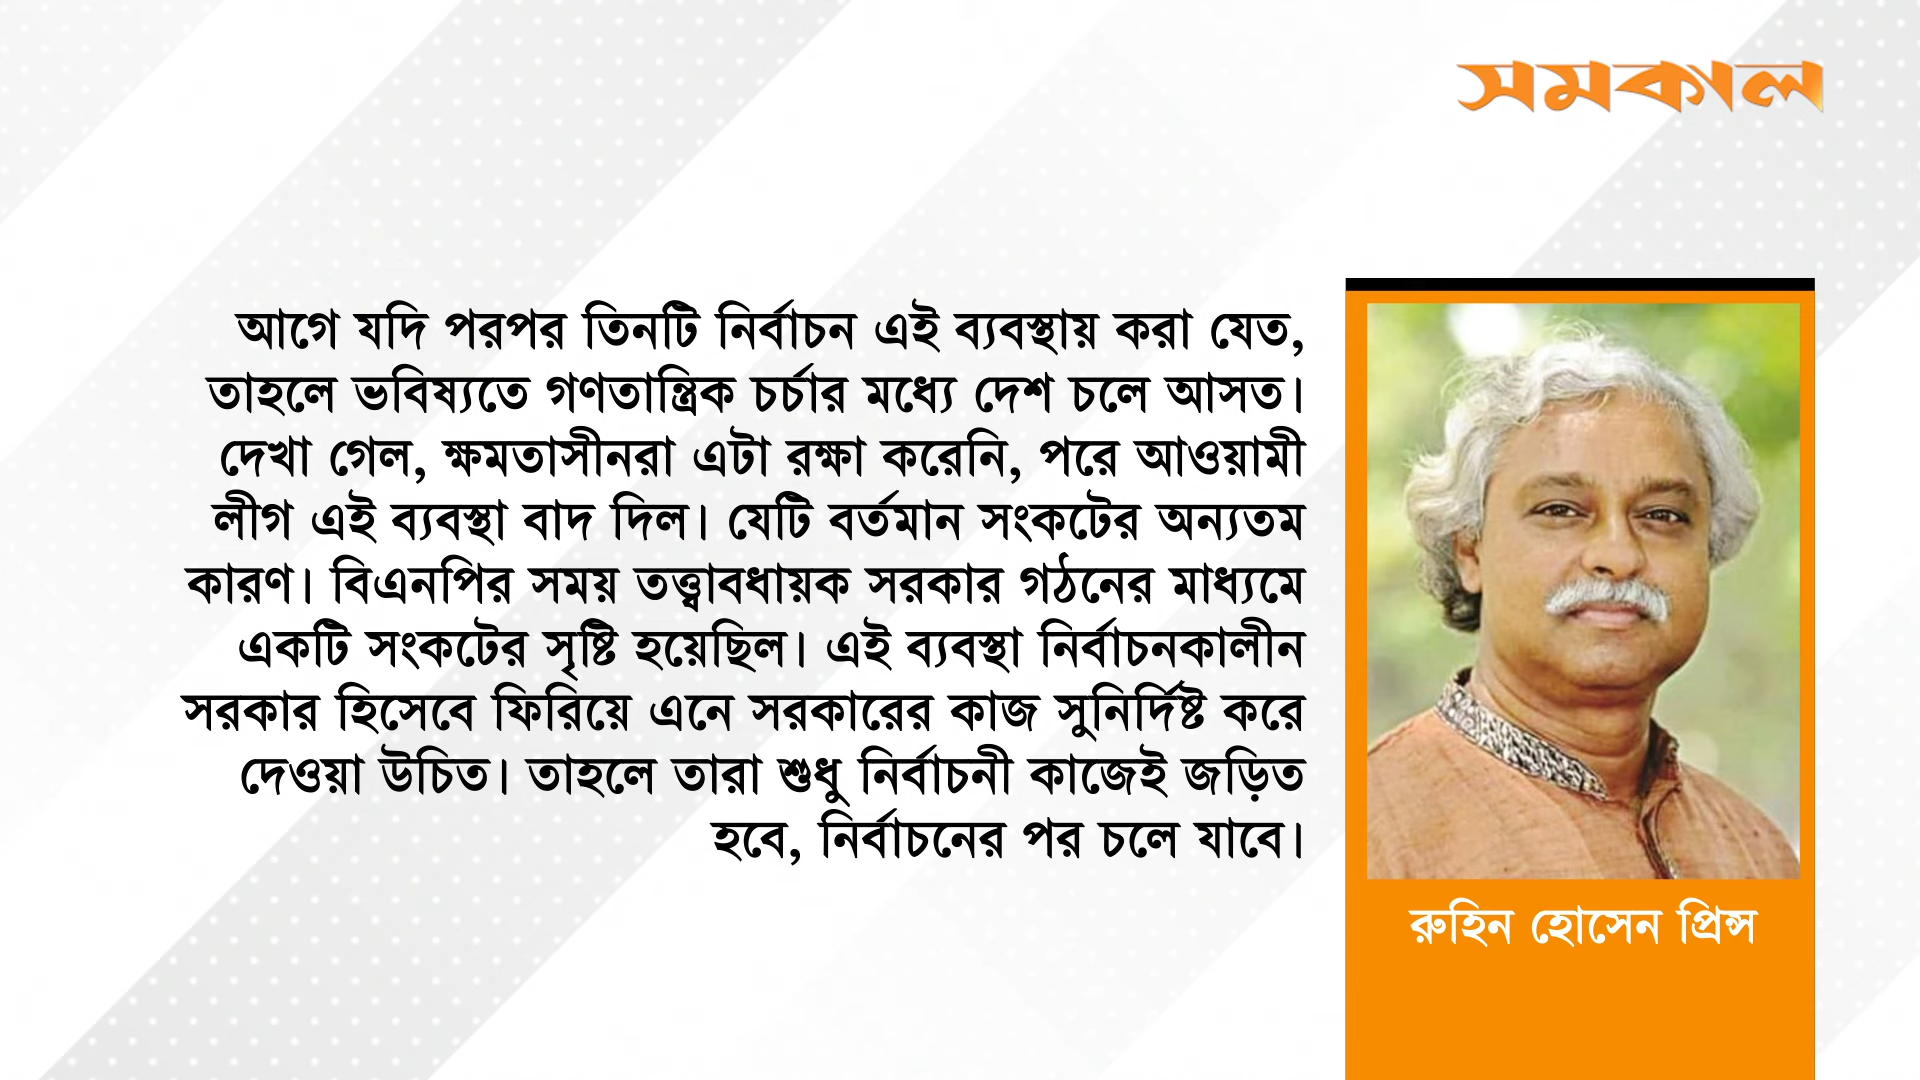 সমকাল
আগে যদি পরপর তিনটি নির্বাচন এই ব্যবস্থায় করা যেত,
তাহলে ভবিষ্যতে গণতান্ত্রিক চর্চার মধ্যে দেশ চলে আসত।
দেখা গেল, ক্ষমতাসীনরা এটা রক্ষা করেনি, পরে আওয়ামী
লীগ এই ব্যবস্থা বাদ দিল। যেটি বর্তমান সংকটের অন্যতম
কারণ। বিএনপির সময় তত্ত্বাবধায়ক সরকার গঠনের মাধ্যমে
একটি সংকটের সৃষ্টি হয়েছিল। এই ব্যবস্থা নির্বাচনকালীন
সরকার হিসেবে ফিরিয়ে এনে সরকারের কাজ সুনির্দিষ্ট করে
দেওয়া উচিত। তাহলে তারা শুধু নির্বাচনী কাজেই জড়িত
হবে, নির্বাচনের পর চলে যাবে।
রুহিন হোসেন প্রিন্স